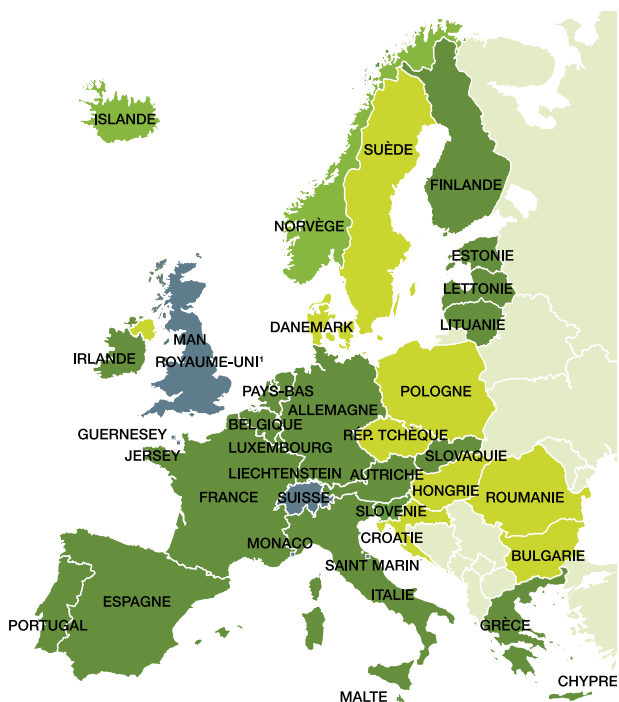 ISLANDE
SUÈDE
FINLANDE
NORVÈGE
ESTONIE
LETTONIE
LITUANIE
DANEMARK
MAN
IRLANDE
ROYAUME-UNI¹
PAYS-BAS
POLOGNE
ALLEMAGNE
BELGIQUE
GUERNESEY
RÉP. TCHÈQUE
LUXEMBOURG
JERSEY
SLOVAQUIE
LIECHTENSTEIN
AUTRICHE
HONGRIE
FRANCE
SUISSE
ROUMANIE
SLOVENIE
CROATIE
MONACO
BULGARIE
SAINT MARIN
ITALIE
ESPAGNE
PORTUGAL
GRÈCE
CHYPRE
MALTE